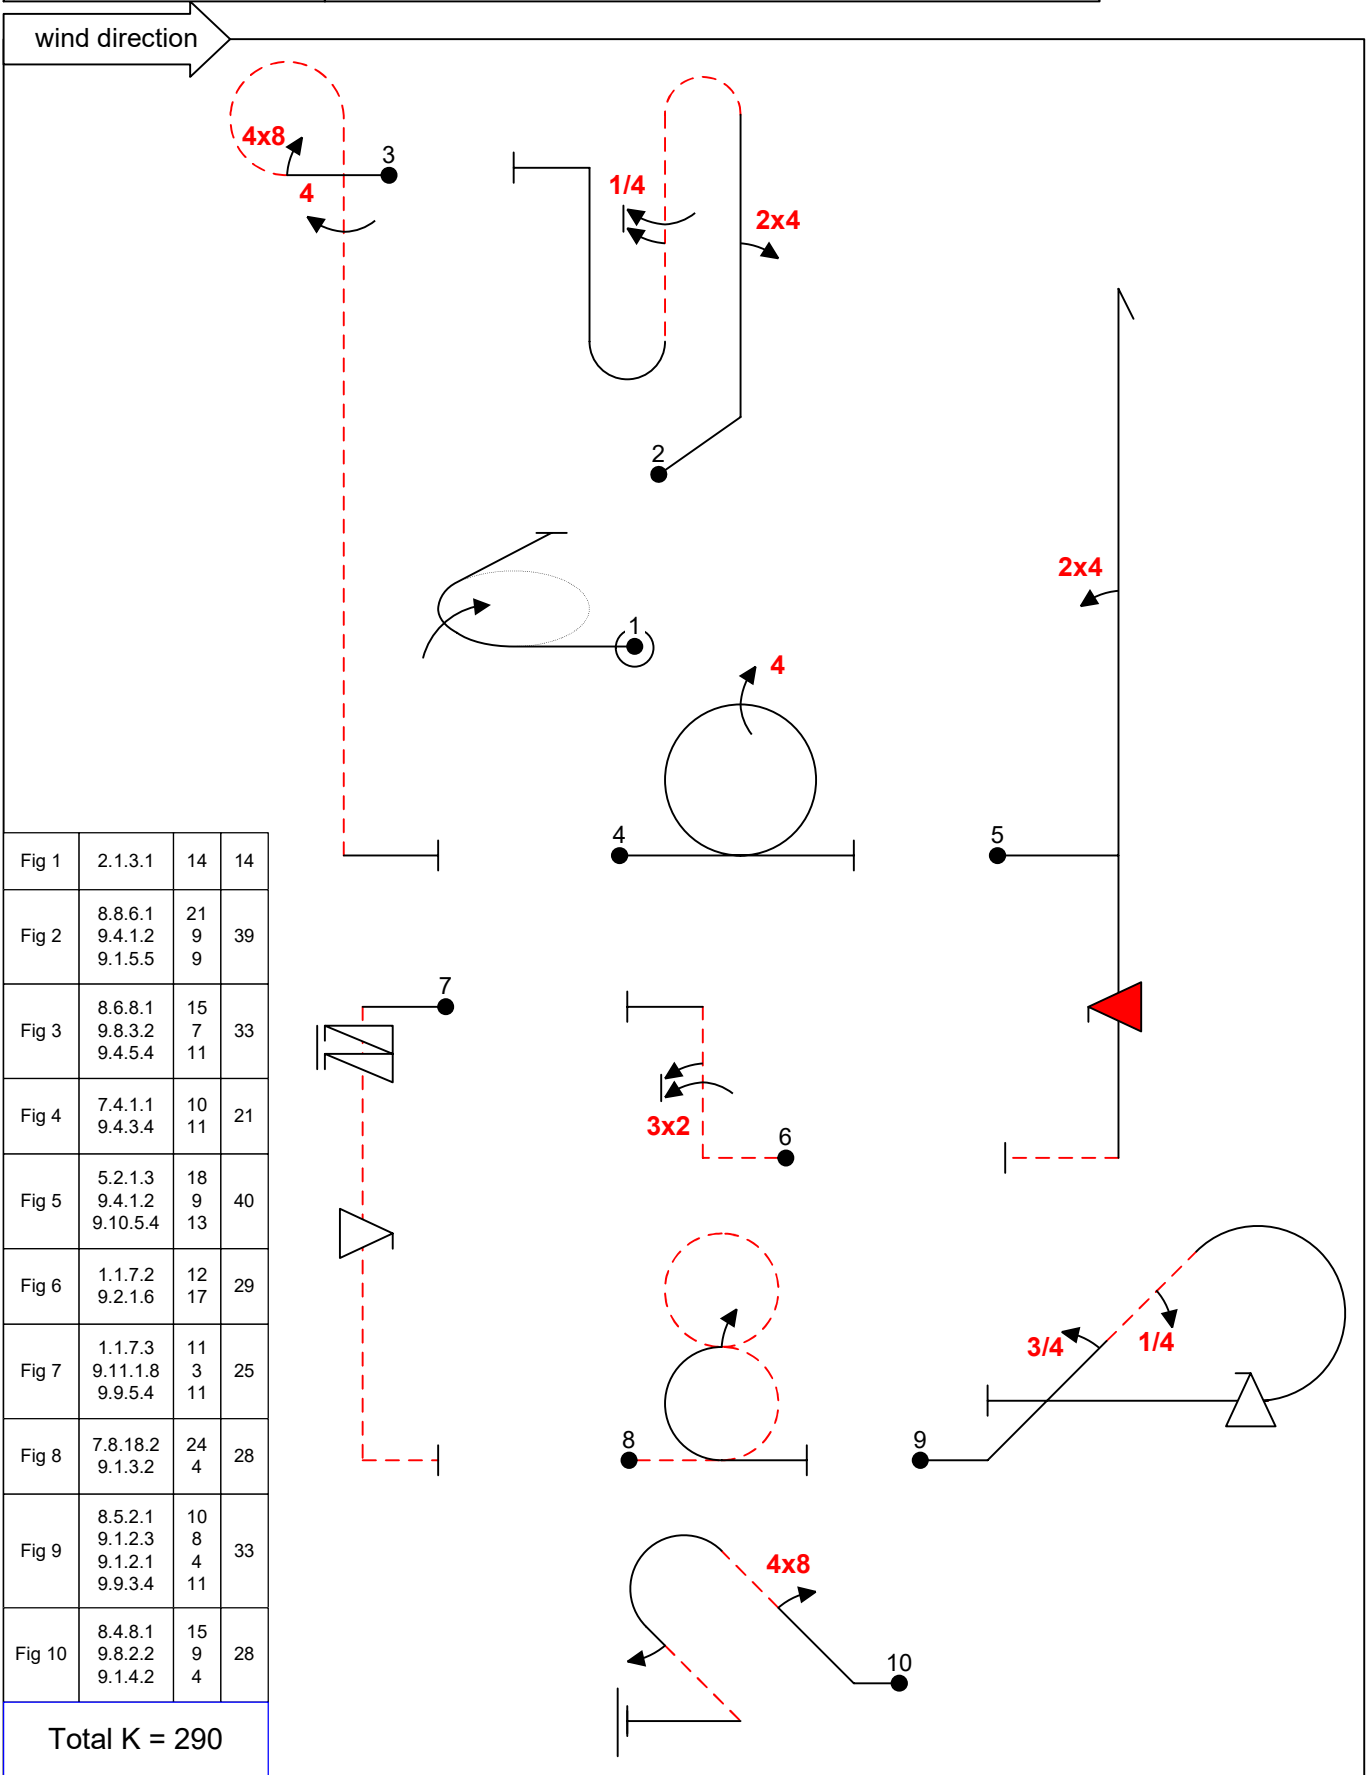 wind direction
4x8
3
4
1/4
2x4
2
1
2x4
4
4
5
7
3x2
6
3/4
1/4
8
9
4x8
10
Fig 1 2.1.3.1 14 14
Fig 2 8.8.6.1 21 39
9.4.1.2 9
9.1.5.5 9
Fig 3 8.6.8.1 15 33
9.8.3.2 7
9.4.5.4 11
Fig 4 7.4.1.1 10 21
9.4.3.4 11
Fig 5 5.2.1.3 18 40
9.4.1.2 9
9.10.5.4 13
Fig 6 1.1.7.2 12 29
9.2.1.6 17
Fig 7 1.1.7.3 11 25
9.11.1.8 3
9.9.5.4 11
Fig 8 7.8.18.2 24 28
9.1.3.2 4
Fig 9 8.5.2.1 10 33
9.1.2.3 8
9.1.2.1 4
9.9.3.4 11
Fig 10 8.4.8.1 15 28
9.8.2.2 9
9.1.4.2 4
Total K = 290